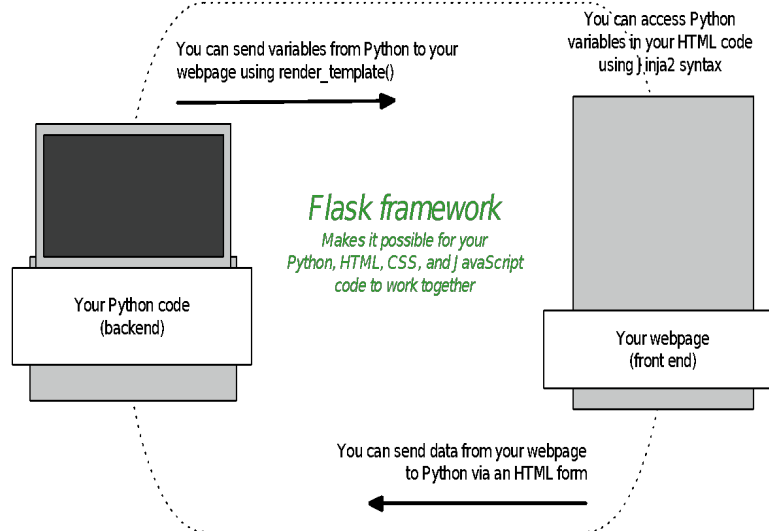 You can send variables from Python to your
webpage using render_template()
You can access Python
variables in your HTML code
using Jinja2 syntax
Flask framework
Makes it possible for your
Python, HTML, CSS, and JavaScript
code to work together
Your Python code
(backend)
Your webpage
(front end)
You can send data from your webpage
to Python via an HTML form